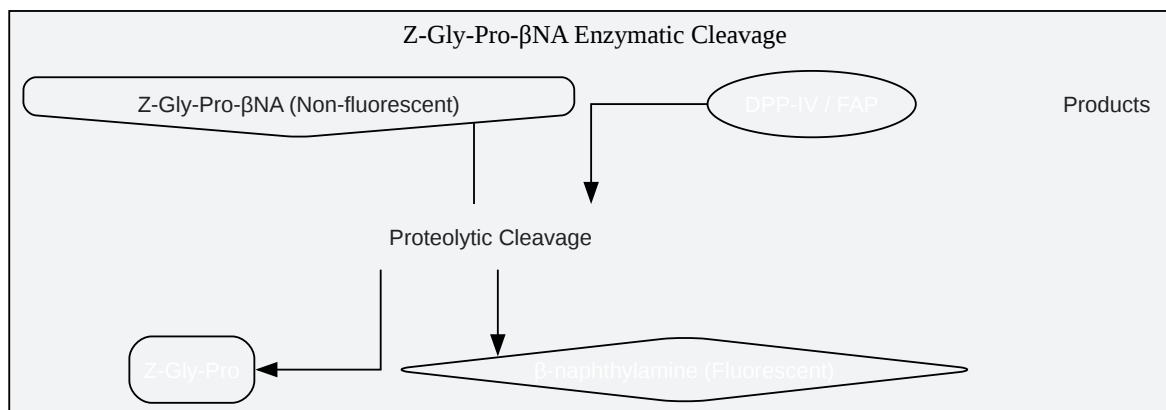 Z-Gly-Pro-βNA Enzymatic Cleavage
Z-Gly-Pro-βNA (Non-fluorescent)
DPP-IV / FAP
Products
Proteolytic Cleavage
Z-Gly-Pro
β-naphthylamine (Fluorescent)